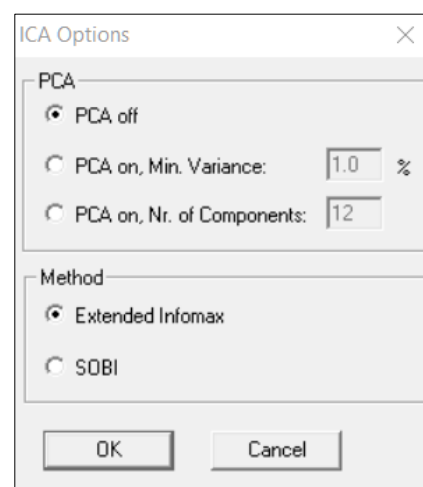 ICA Options
PCA
PCA off
PCA on, Min. Variance: 1.0 %
PCA on, Nr. of Components: 12
Method
Extended Infomax
SOBI
OK Cancel